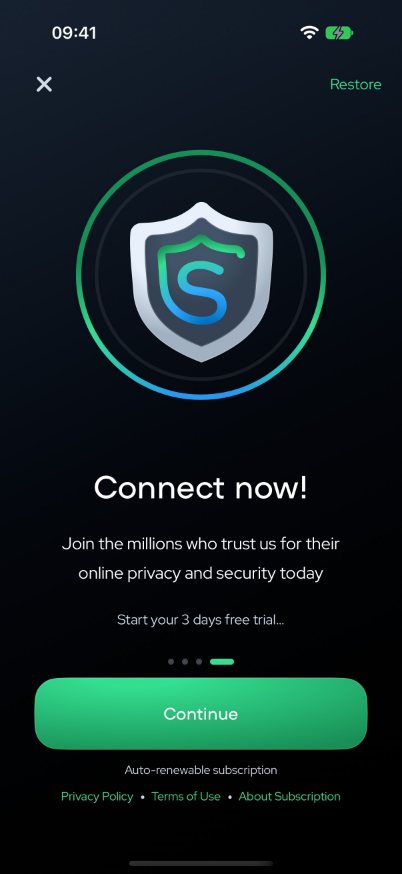 09:41
Restore
Connect now!
Join the millions who trust us for their
online privacy and security today
Start your 3 days free trial...
Continue
Auto-renewable subscription
Privacy Policy • Terms of Use • About Subscription